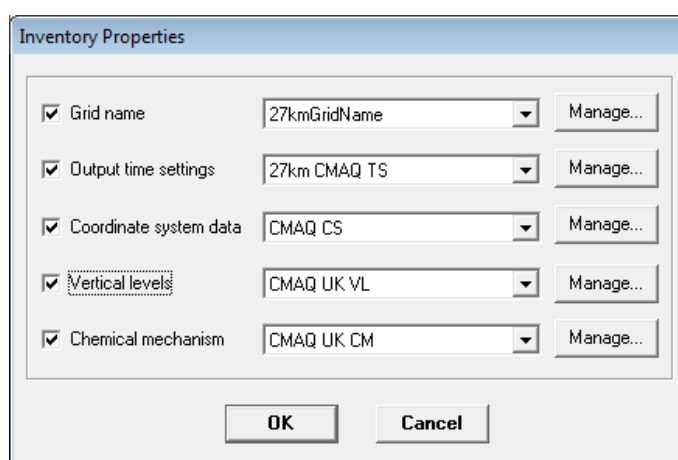 Inventory Properties
Grid name 27kmGridName Manage...
Output time settings 27km CMAQ TS Manage...
Coordinate system data CMAQ CS Manage...
Vertical levels CMAQ UK VL Manage...
Chemical mechanism CMAQ UK CM Manage...
OK Cancel